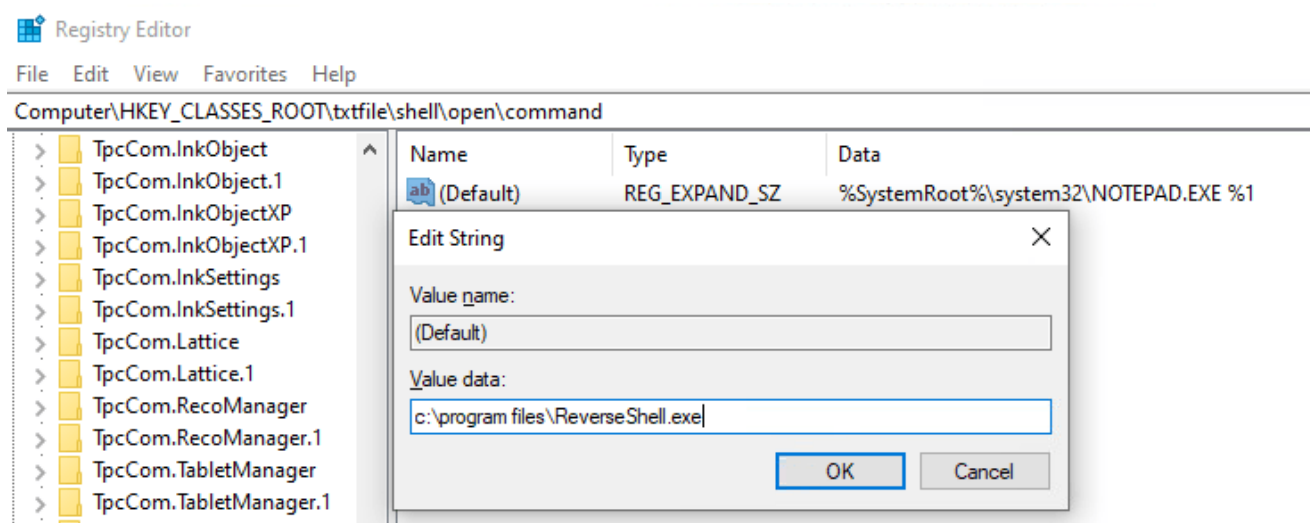 Registry Editor
File Edit View Favorites Help
Computer\HKEY_CLASSES_ROOT\txtfile\shell\open\command
TpcCom.InkObject
TpcCom.InkObject.1
TpcCom.InkObjectXP
TpcCom.InkObjectXP.1
TpcCom.InkSettings
TpcCom.InkSettings.1
TpcCom.Lattice
TpcCom.Lattice.1
TpcCom.RecoManager
TpcCom.RecoManager.1
TpcCom.TabletManager
TpcCom.TabletManager.1
Name Type Data
ab (Default) REG_EXPAND_SZ %SystemRoot%\system32\NOTEPAD.EXE %1
Edit String
Value name:
(Default)
Value data:
c:\program files\ReverseShell.exe
OK Cancel